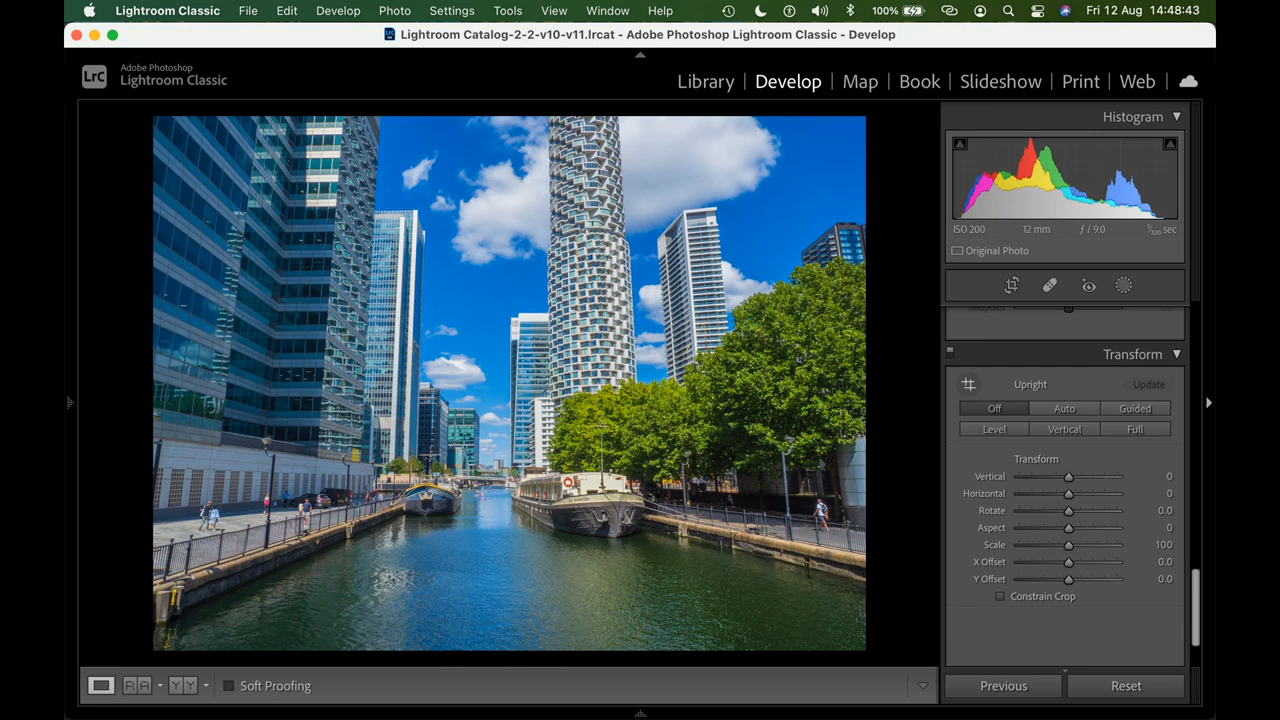 Lightroom Classic File Edit Develop Photo Settings Tools View Window Help 100% Fri 12 Aug 14:48:43
Lightroom Catalog-2-2-v10-v11.lrcat - Adobe Photoshop Lightroom Classic - Develop
LrC Adobe Photoshop
Lightroom Classic
Library | Develop | Map | Book | Slideshow | Print | Web
Histogram
ISO 200 12 mm ƒ / 9.0 1/320 sec
Original Photo
Transform
Upright Update
Off Auto Guided
Level Vertical Full
Transform
Vertical 0
Horizontal 0
Rotate 0.0
Aspect 0
Scale 100
X Offset 0.0
Y Offset 0.0
Constrain Crop
R A Y Y Soft Proofing
Previous Reset